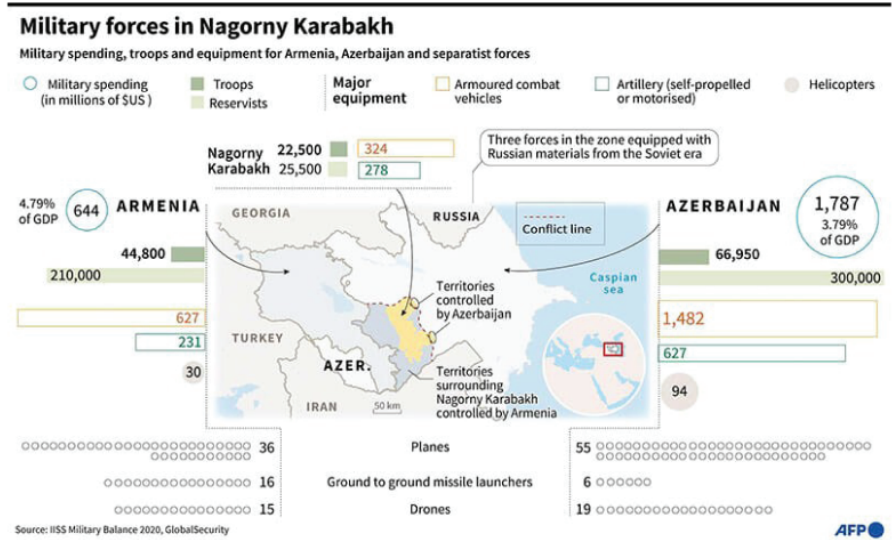 Military forces in Nagorny Karabakh
Military spending, troops and equipment for Armenia, Azerbaijan and separatist forces
Military spending
(in millions of $US )
Troops
Reservists
Major
equipment
Armoured combat
vehicles
Artillery (self-propelled
or motorised)
Helicopters
Nagorny
Karabakh
22,500
25,500
324
278
Three forces in the zone equipped with
Russian materials from the Soviet era
4.79%
of GDP
644
ARMENIA
44,800
210,000
627
231
30
GEORGIA
RUSSIA
Conflict line
Caspian
sea
Territories
controlled
by Azerbaijan
TURKEY
AZER.
IRAN
50 km
Territories
surrounding
Nagorny Karabakh
controlled by Armenia
AZERBAIJAN
1,787
3.79%
of GDP
66,950
300,000
1,482
627
94
36
Planes
55
16
Ground to ground missile launchers
6
15
Drones
19
Source: IISS Military Balance 2020, GlobalSecurity
AFP